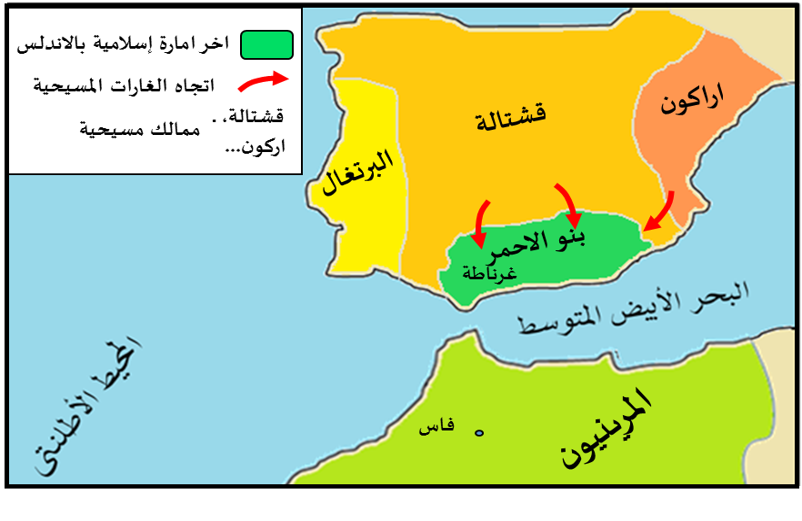 اخر امارة إسلامية بالاندلس
اتجاه الغارات المسيحية
قشتالة، .
ممالك مسيحية
اركون...
اراكون
قشتالة
البرتغال
بنو الاحمر
غرناطة
البحر الأبيض المتوسط
المحيط الأطلنتي
المرينيون
فاس